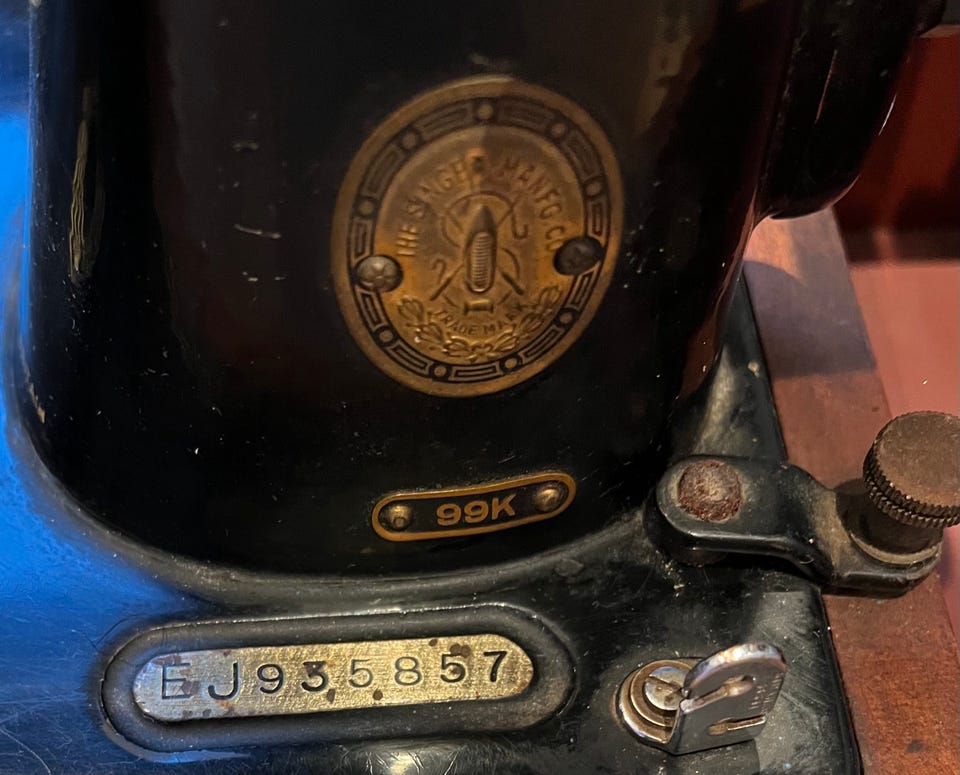 THE SINGER MANFG. CO
TRADE MARK
99K
EJ935857